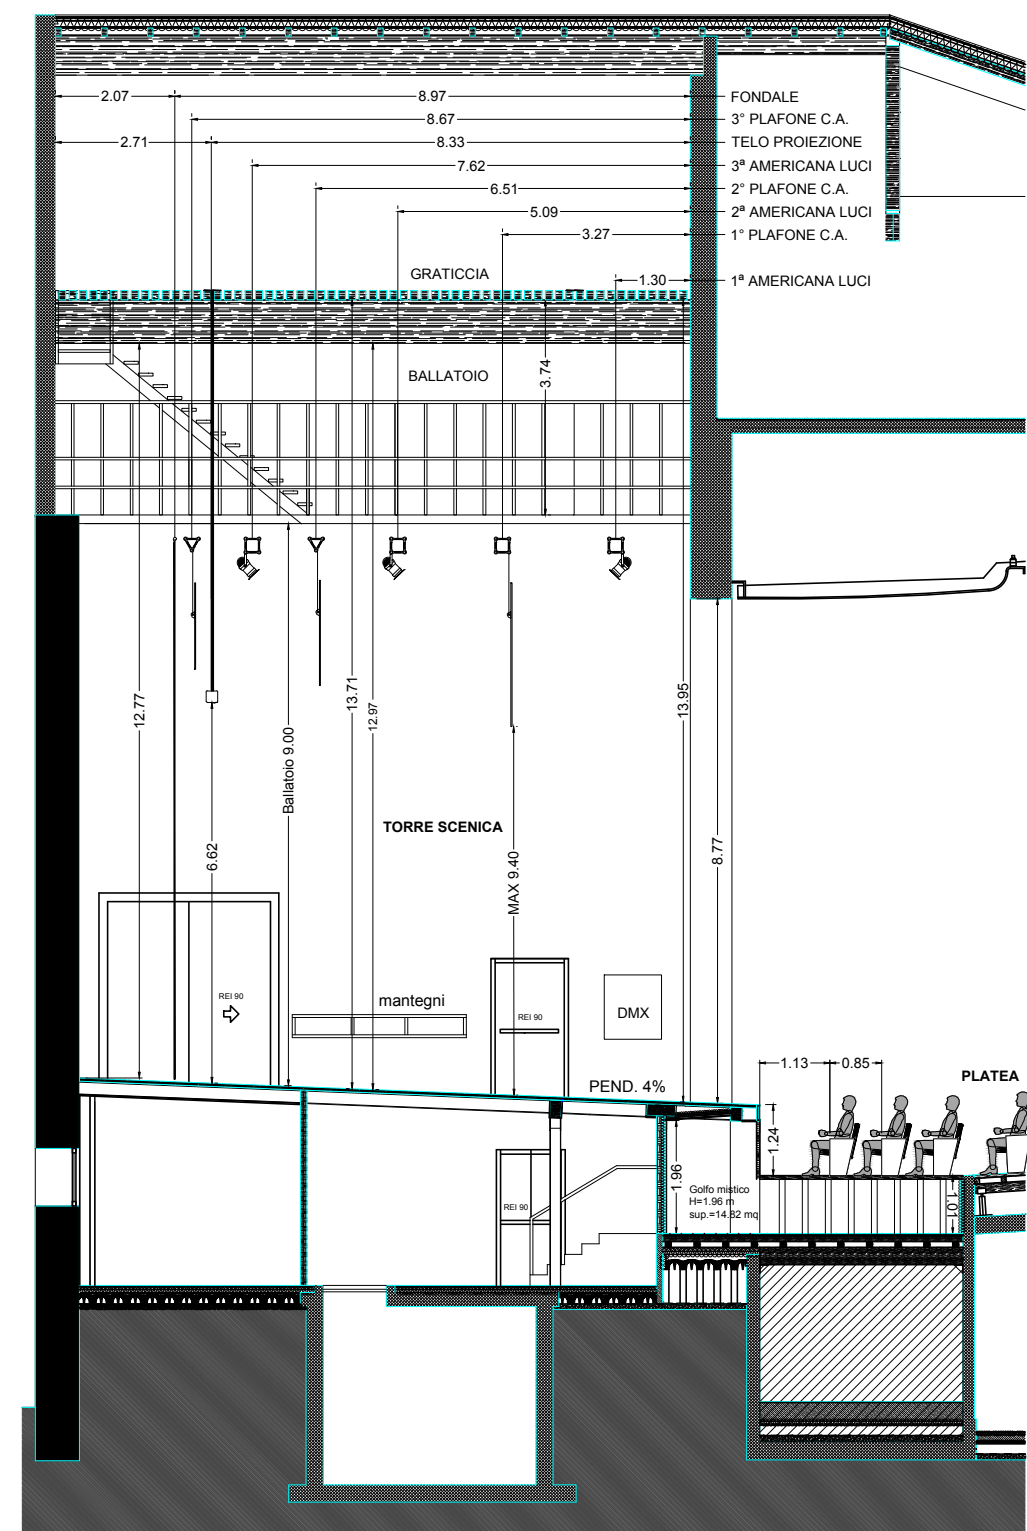 2.07 8.97 FONDALE
8.67 3° PLAFONE C.A.
2.71 8.33 TELO PROIEZIONE
7.62 3ª AMERICANA LUCI
6.51 2° PLAFONE C.A.
5.09 2ª AMERICANA LUCI
3.27 1° PLAFONE C.A.
GRATICCIA
1.30 1ª AMERICANA LUCI
BALLATOIO
3.74
12.77
13.71
12.97
13.95
Ballatoio 9.00
TORRE SCENICA
6.62
MAX 9.40
8.77
REI 90
mantegni
REI 90
DMX
PEND. 4%
1.13 0.85
PLATEA
1.24
1.96
Golfo mistico
H=1.96 m
sup.=14.82 mq
1.01
REI 90